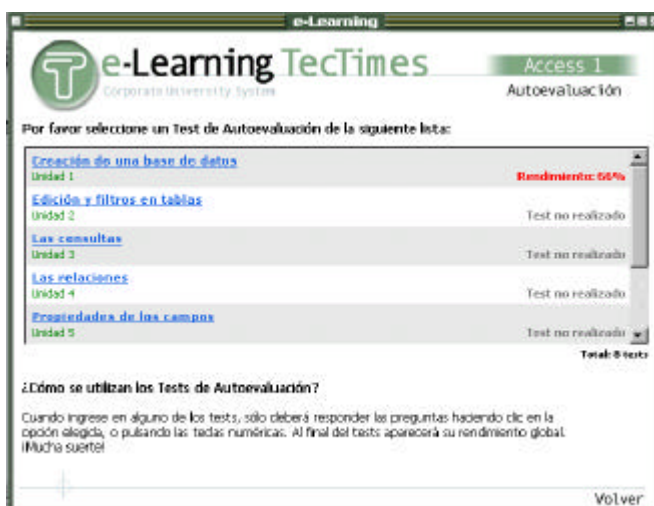 e-Learning
e-Learning TecTimes
Corporate University System
Access 1
Autoevaluación
Por favor seleccione un Test de Autoevaluación de la siguiente lista:
Creación de una base de datos
Unidad 1
Rendimiento: 66%
Edición y filtros en tablas
Unidad 2
Test no realizado
Las consultas
Unidad 3
Test no realizado
Las relaciones
Unidad 4
Test no realizado
Propiedades de los campos
Unidad 5
Test no realizado
Total: 8 tests
¿Cómo se utilizan los Tests de Autoevaluación?
Cuando ingrese en alguno de los tests, sólo deberá responder las preguntas haciendo clic en la
opción elegida, o pulsando las teclas numéricas. Al final del tests aparecerá su rendimiento global.
¡Mucha suerte!
Volver